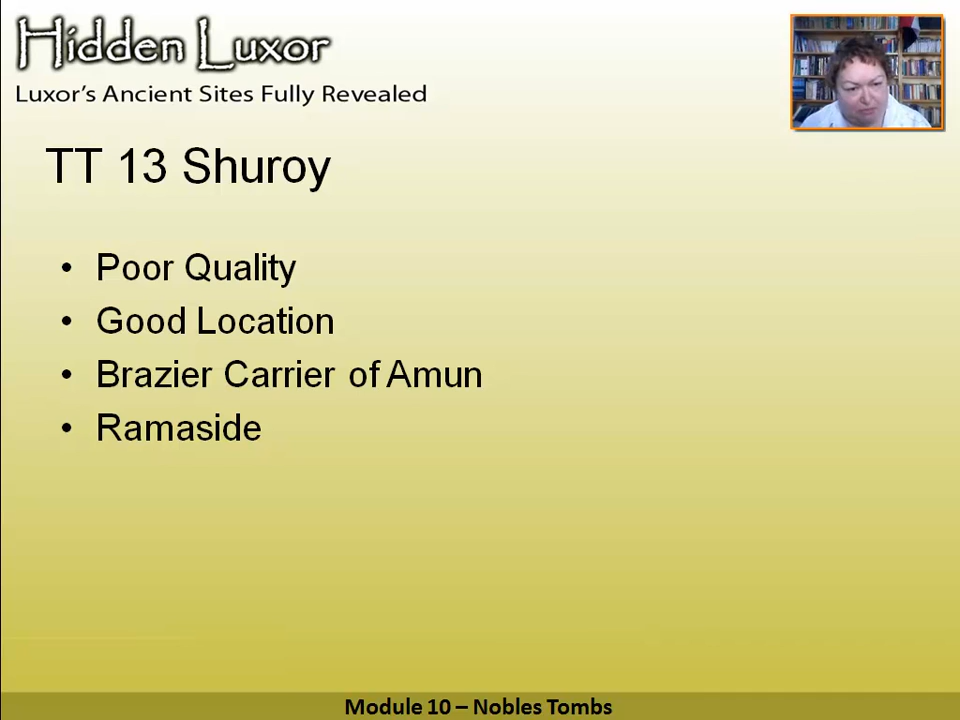 Hidden Luxor
Luxor's Ancient Sites Fully Revealed
TT 13 Shuroy
• Poor Quality
• Good Location
• Brazier Carrier of Amun
• Ramaside
Module 10 – Nobles Tombs